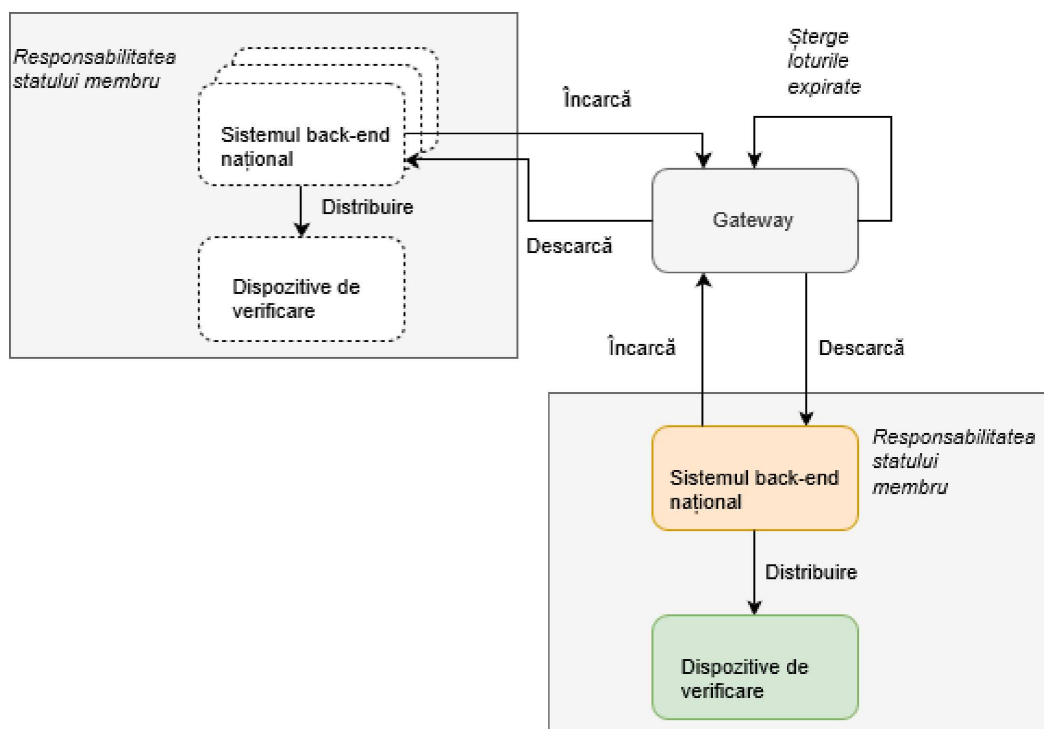 Responsabilitatea
statului membru
Sistemul back-end
național
Distribuire
Dispozitive de
verificare
Încarcă
Descarcă
Șterge
loturile
expirate
Gateway
Încarcă
Descarcă
Responsabilitatea
statului
membru
Sistemul back-end
național
Distribuire
Dispozitive de
verificare